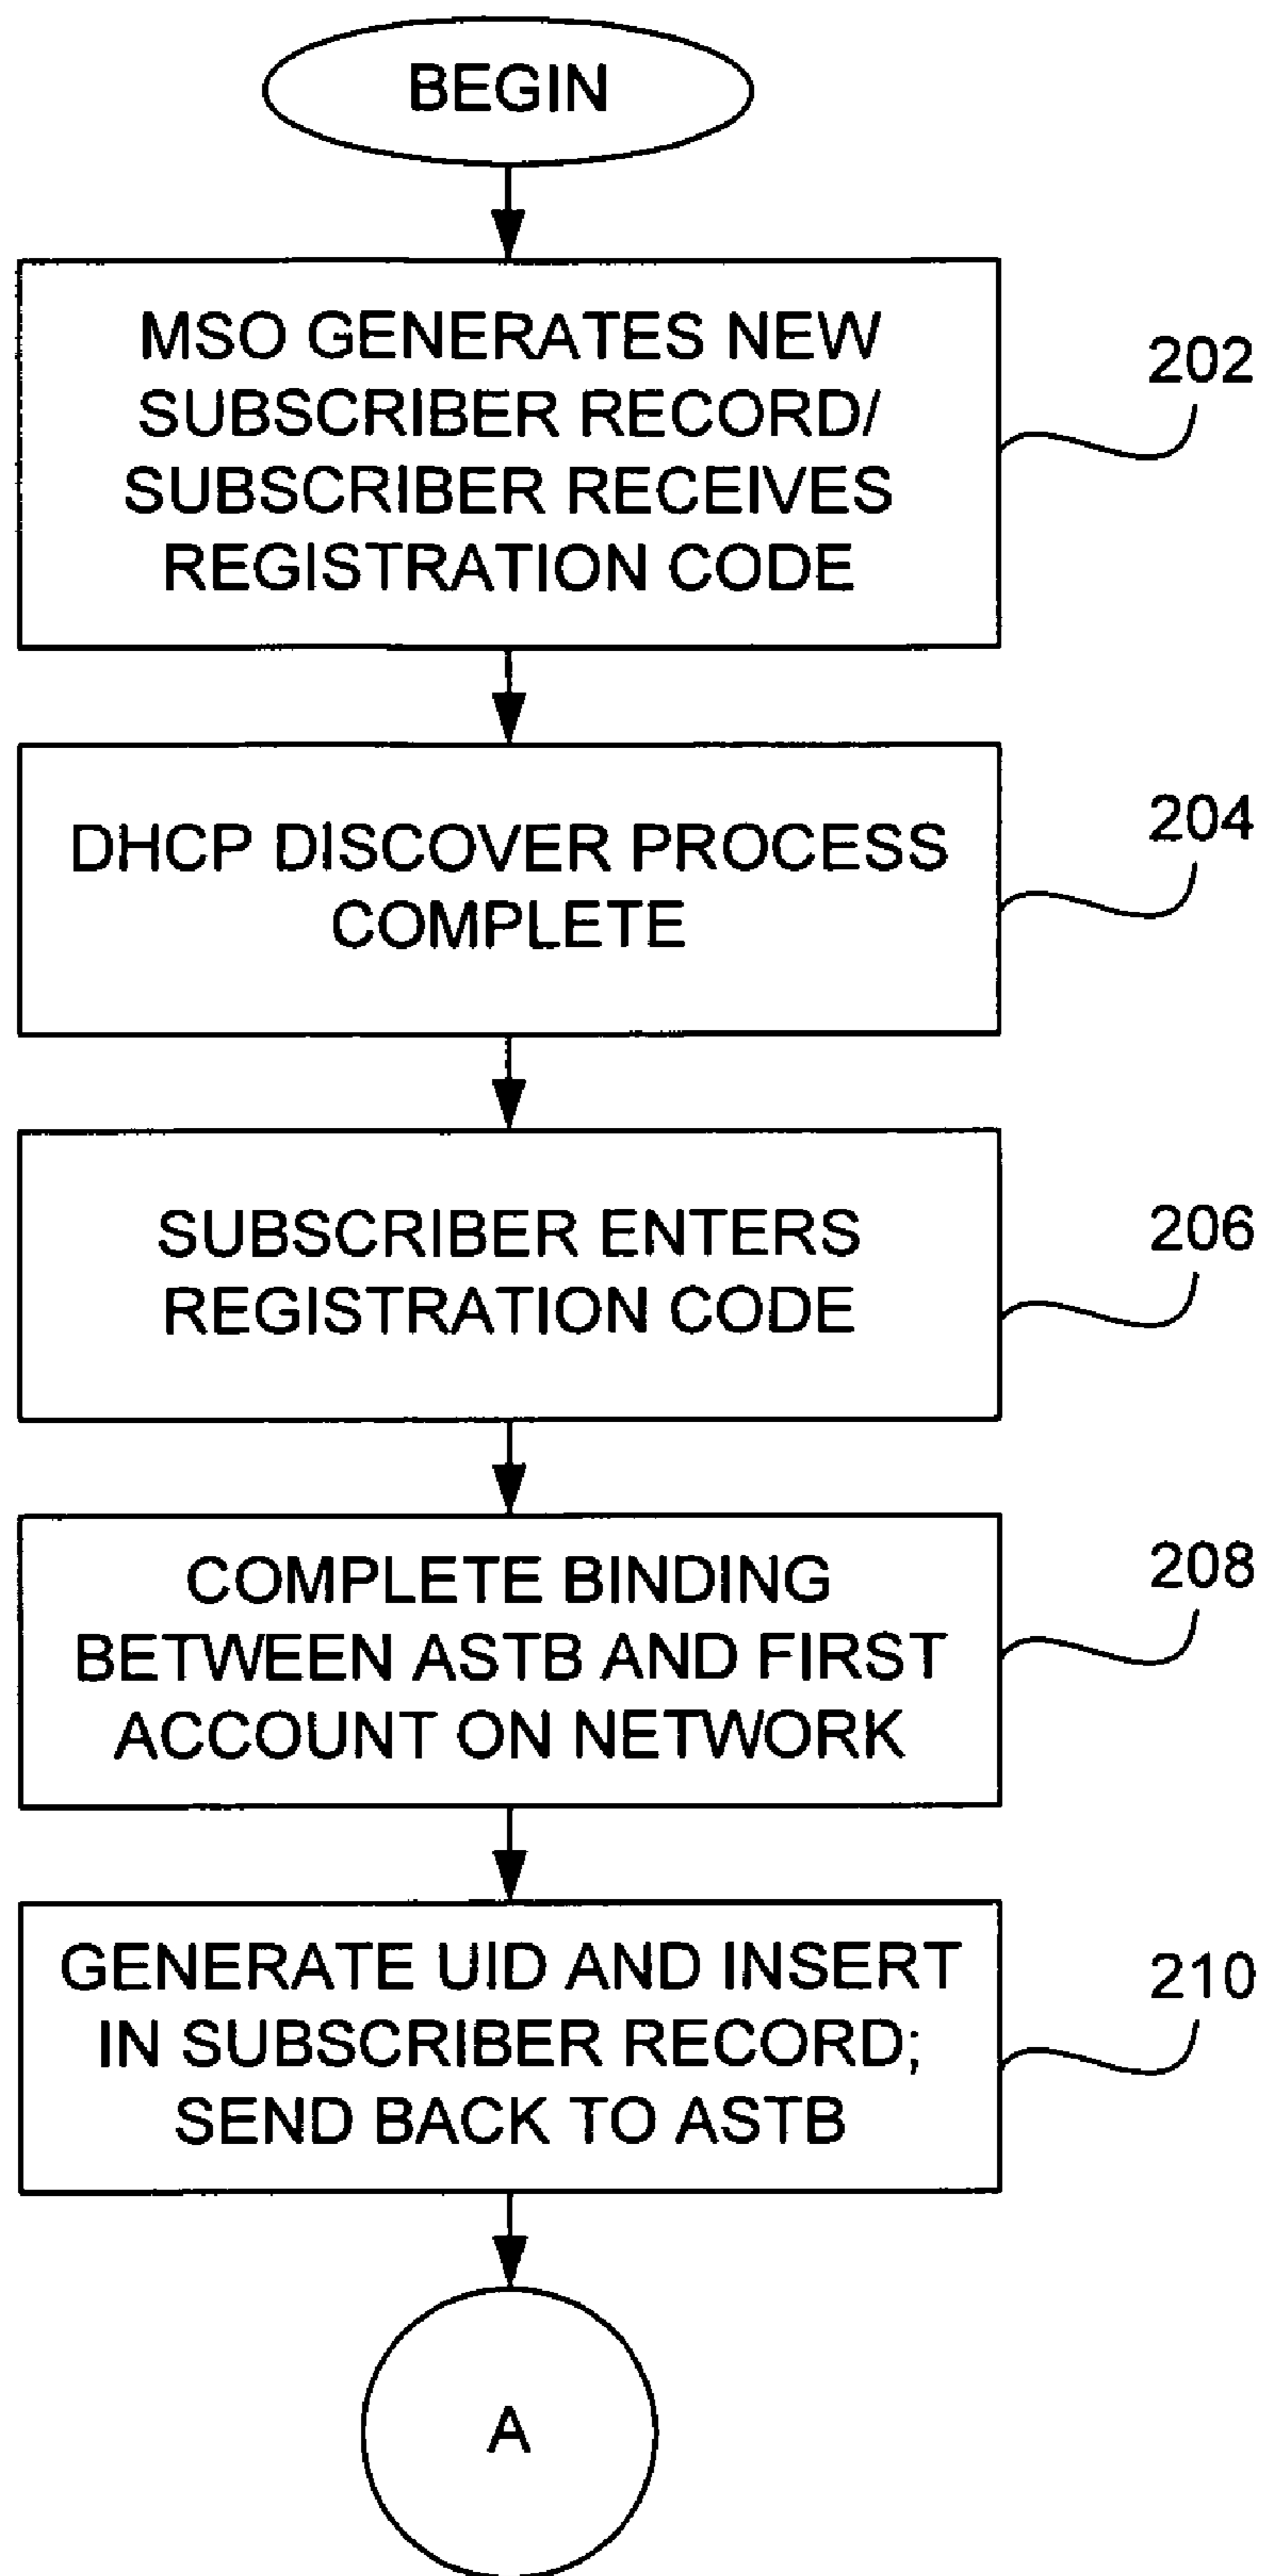 BEGIN
MSO GENERATES NEW
SUBSCRIBER RECORD/
SUBSCRIBER RECEIVES
REGISTRATION CODE
202
DHCP DISCOVER PROCESS
COMPLETE
204
SUBSCRIBER ENTERS
REGISTRATION CODE
206
COMPLETE BINDING
BETWEEN ASTB AND FIRST
ACCOUNT ON NETWORK
208
GENERATE UID AND INSERT
IN SUBSCRIBER RECORD;
SEND BACK TO ASTB
210
A